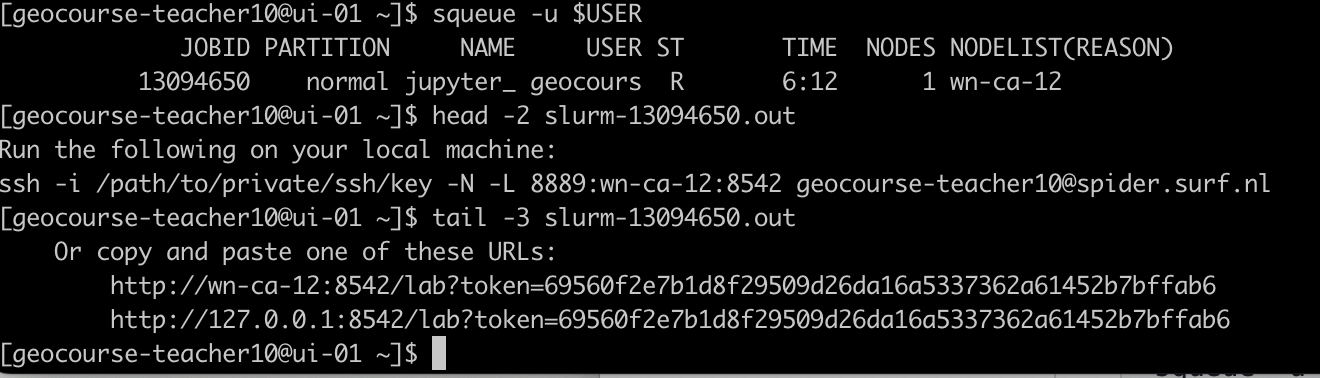 [geocourse-teacher10@ui-01 ~]$ squeue -u $USER
JOBID PARTITION NAME USER ST TIME NODES NODELIST(REASON)
13094650 normal jupyter_ geocours R 6:12 1 wn-ca-12
[geocourse-teacher10@ui-01 ~]$ head -2 slurm-13094650.out
Run the following on your local machine:
ssh -i /path/to/private/ssh/key -N -L 8889:wn-ca-12:8542 geocourse-teacher10@spider.surf.nl
[geocourse-teacher10@ui-01 ~]$ tail -3 slurm-13094650.out
Or copy and paste one of these URLs:
http://wn-ca-12:8542/lab?token=69560f2e7b1d8f29509d26da16a5337362a61452b7bffab6
http://127.0.0.1:8542/lab?token=69560f2e7b1d8f29509d26da16a5337362a61452b7bffab6
[geocourse-teacher10@ui-01 ~]$